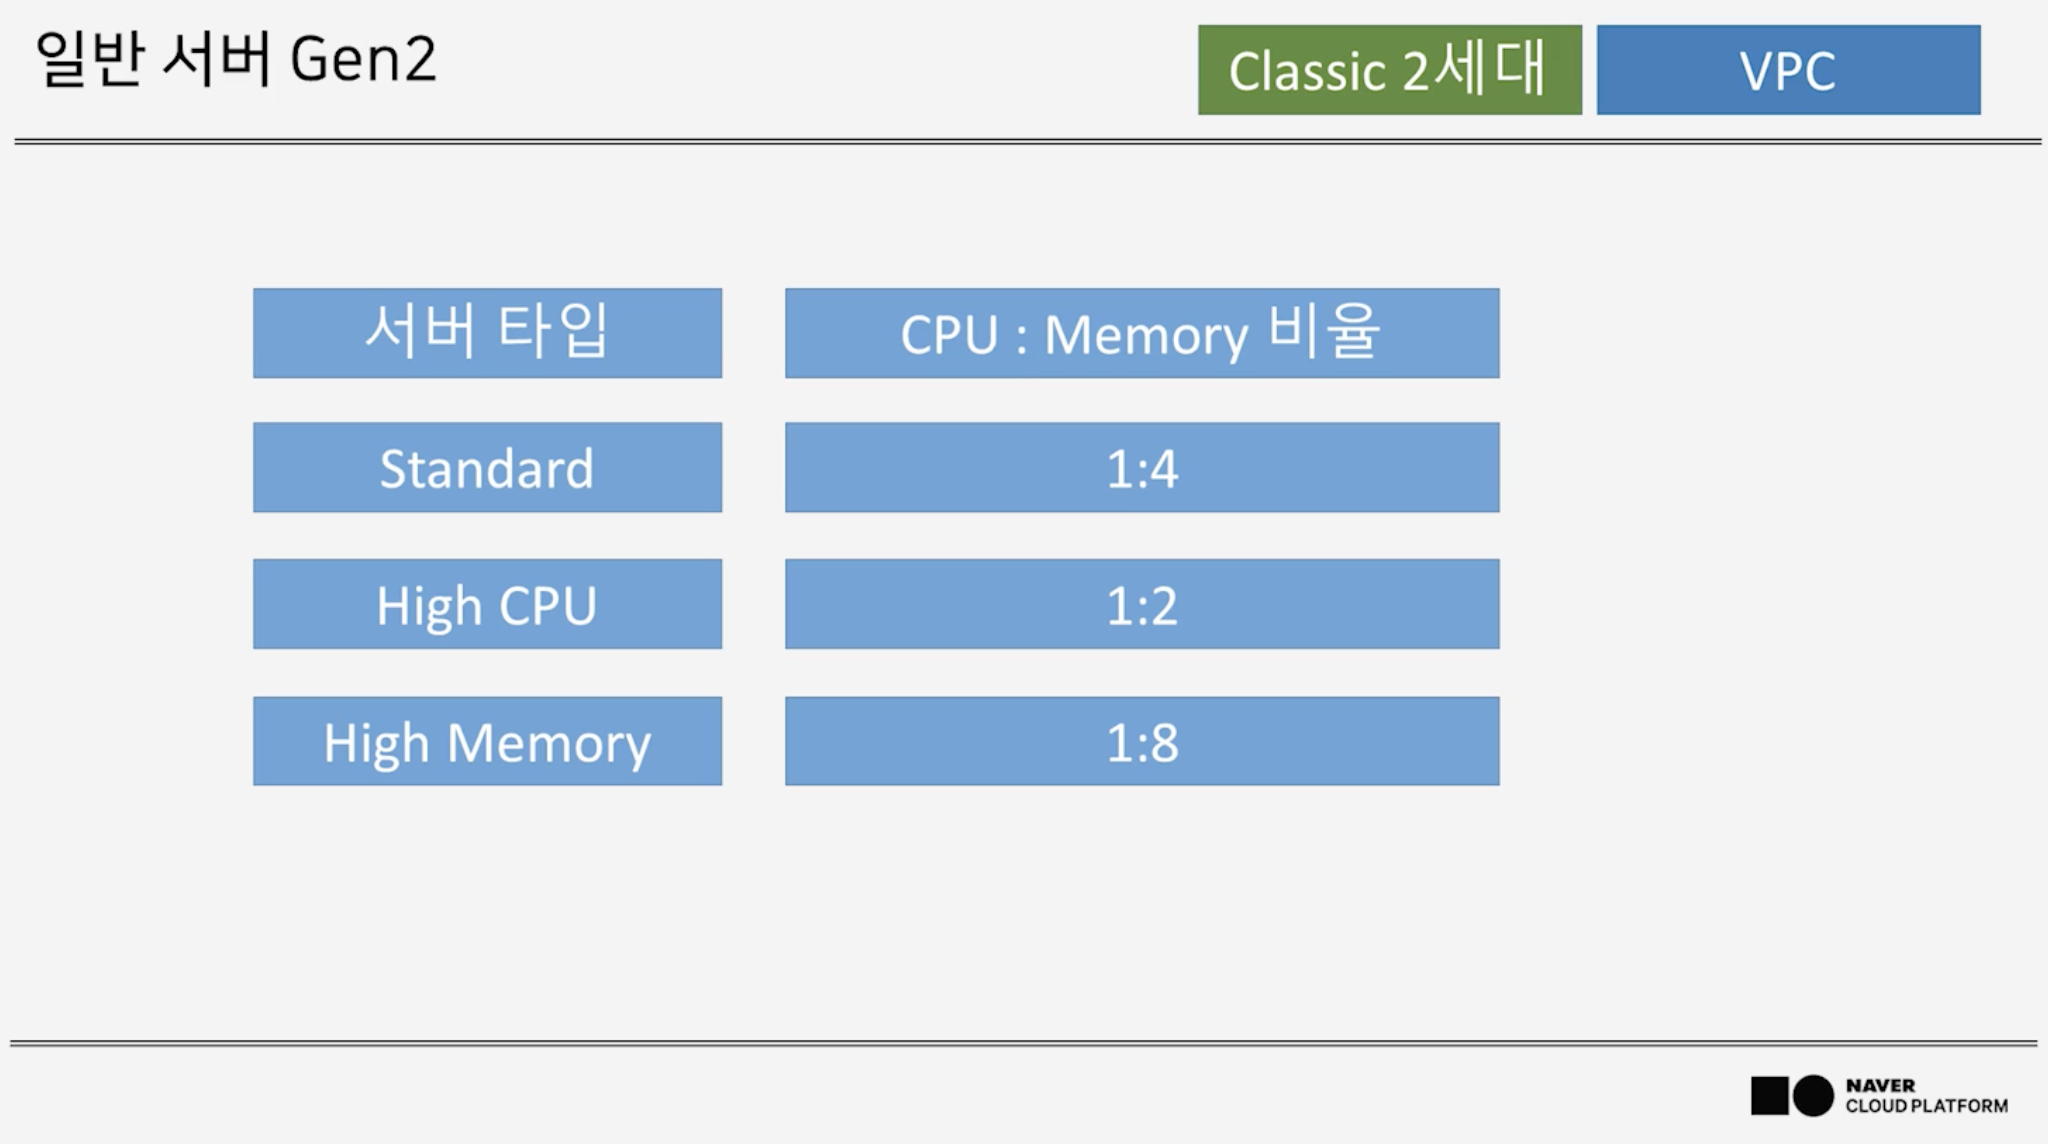 일반 서버 Gen2
Classic 2세대
VPC
서버 타입
CPU : Memory 비율
Standard
1:4
High CPU
1:2
High Memory
1:8
NAVER
CLOUD PLATFORM